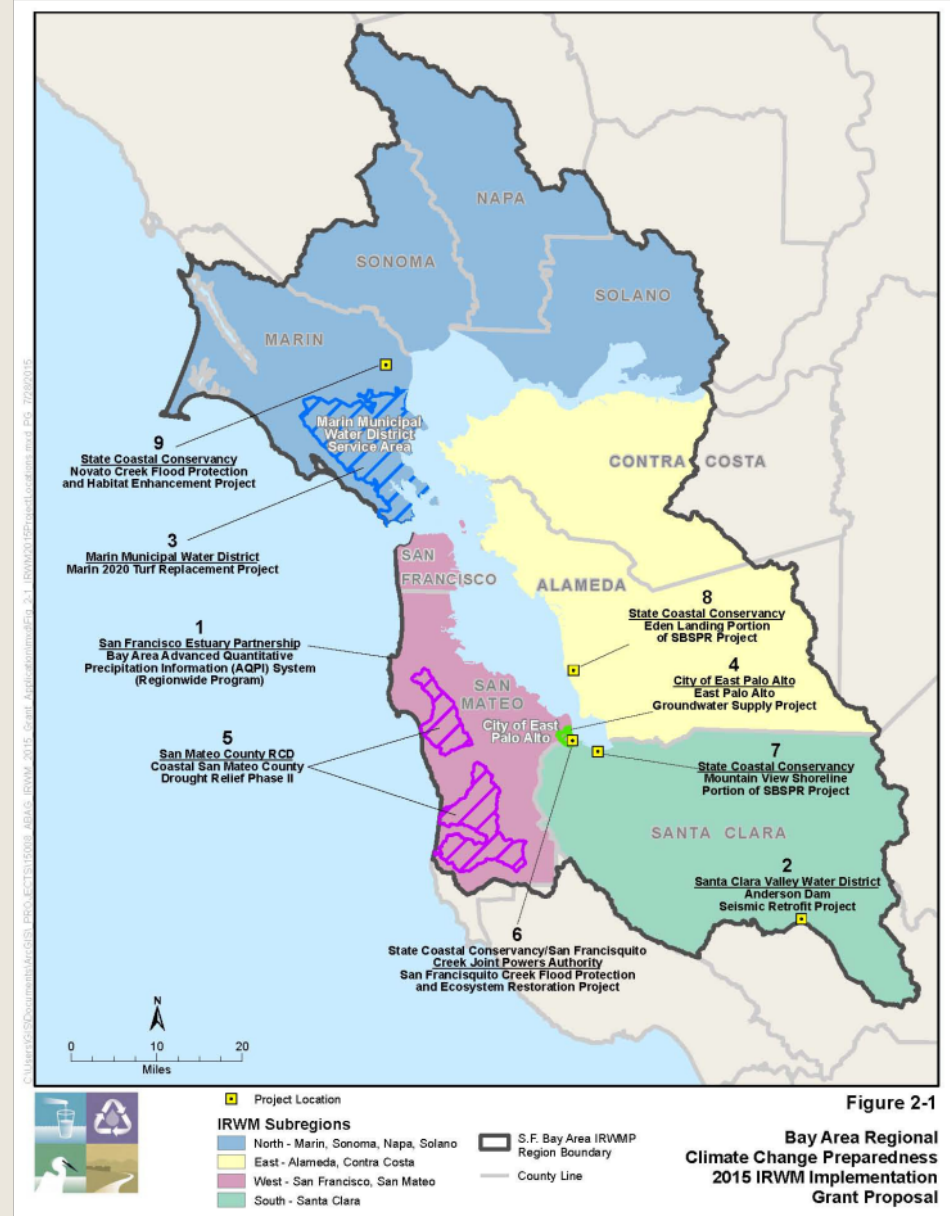 NAPA
SONOMA
SOLANO
MARIN
Marin Municipal
Water District
Service Area
9
State Coastal Conservancy
Novato Creek Flood Protection
and Habitat Enhancement Project
CONTRA COSTA
3
Marin Municipal Water District
Marin 2020 Turf Replacement Project
SAN
FRANCISCO
ALAMEDA
8
State Coastal Conservancy
Eden Landing Portion
of SBSPR Project
1
San Francisco Estuary Partnership
Bay Area Advanced Quantitative
Precipitation Information (AQPI) System
(Regionwide Program)
4
City of East Palo Alto
East Palo Alto
Groundwater Supply Project
SAN
MATEO
City of East
Palo Alto
5
San Mateo County RCD
Coastal San Mateo County
Drought Relief Phase II
7
State Coastal Conservancy
Mountain View Shoreline
Portion of SBSPR Project
SANTA CLARA
2
Santa Clara Valley Water District
Anderson Dam
Seismic Retrofit Project
6
State Coastal Conservancy/San Francisquito
Creek Joint Powers Authority
San Francisquito Creek Flood Protection
and Ecosystem Restoration Project
N
0 10 20
Miles
Project Location
IRWM Subregions
North - Marin, Sonoma, Napa, Solano
East - Alameda, Contra Costa
West - San Francisco, San Mateo
South - Santa Clara
S.F. Bay Area IRWMP
Region Boundary
County Line
Figure 2-1
Bay Area Regional
Climate Change Preparedness
2015 IRWM Implementation
Grant Proposal